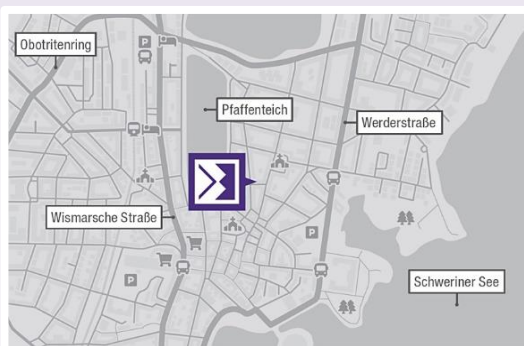 Obotritenring
P
Pfaffenteich
Werderstraße
Wismarsche Straße
P
P
Schweriner See